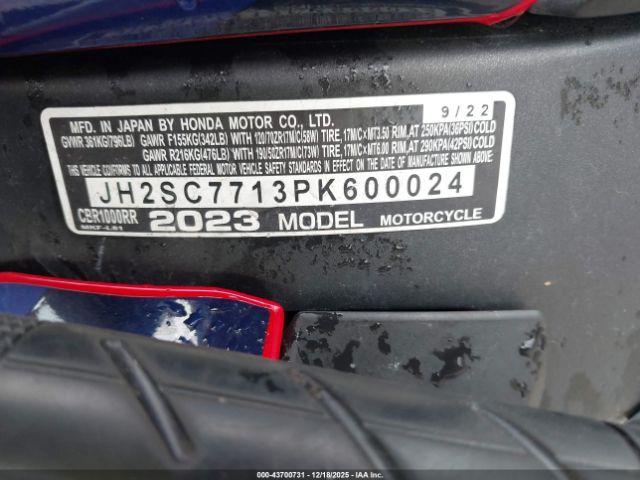 MFD. IN JAPAN BY HONDA MOTOR CO., LTD. 9/22
GVWR 361KG(796LB) GAWR F155KG(342LB) WITH 120/70ZR17M/C(58W) TIRE, 17M/C×MT3.50 RIM, AT 250KPA(36PSI) COLD
GAWR R216KG(476LB) WITH 190/50ZR17M/C(73W) TIRE, 17M/C×MT6.00 RIM, AT 290KPA(42PSI) COLD
THIS VEHICLE CONFORMS TO ALL APPLICABLE FEDERAL MOTOR VEHICLE SAFETY STANDARDS IN EFFECT ON
THE DATE OF MANUFACTURE SHOWN ABOVE.
JH2SC7713PK600024
CBR1000RR 2023 MODEL MOTORCYCLE
MKF-L81
000-43700731 - 12/18/2025 - COPART